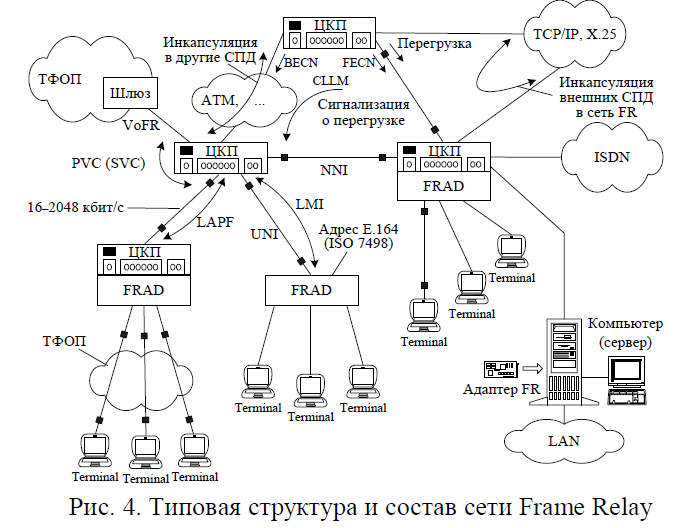 ЦКП
Инкапсуляция
в другие СПД
Перегрузка
TCP/IP, X.25
BECN
FECN
ТФОП
Шлюз
CLLM
ATM, ...
Сигнализация
о перегрузке
Инкапсуляция
внешних СПД
в сеть FR
VoFR
ЦКП
ЦКП
PVC (SVC)
NNI
FRAD
ISDN
16–2048 кбит/с
LAPF
LMI
UNI
Адрес E.164
(ISO 7498)
ЦКП
FRAD
FRAD
Terminal
Terminal
Terminal
ТФОП
Компьютер
(сервер)
Адаптер FR
Terminal
Terminal
Terminal
LAN
Terminal
Terminal
Terminal
Рис. 4. Типовая структура и состав сети Frame Relay